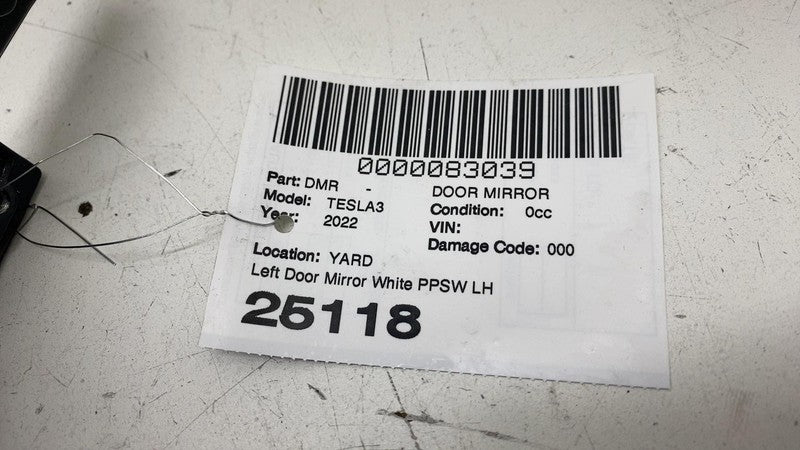 0000083039
Part: DMR - DOOR MIRROR
Model: TESLA3 Condition: 0cc
Year: 2022 VIN:
Damage Code: 000
Location: YARD
Left Door Mirror White PPSW LH
25118